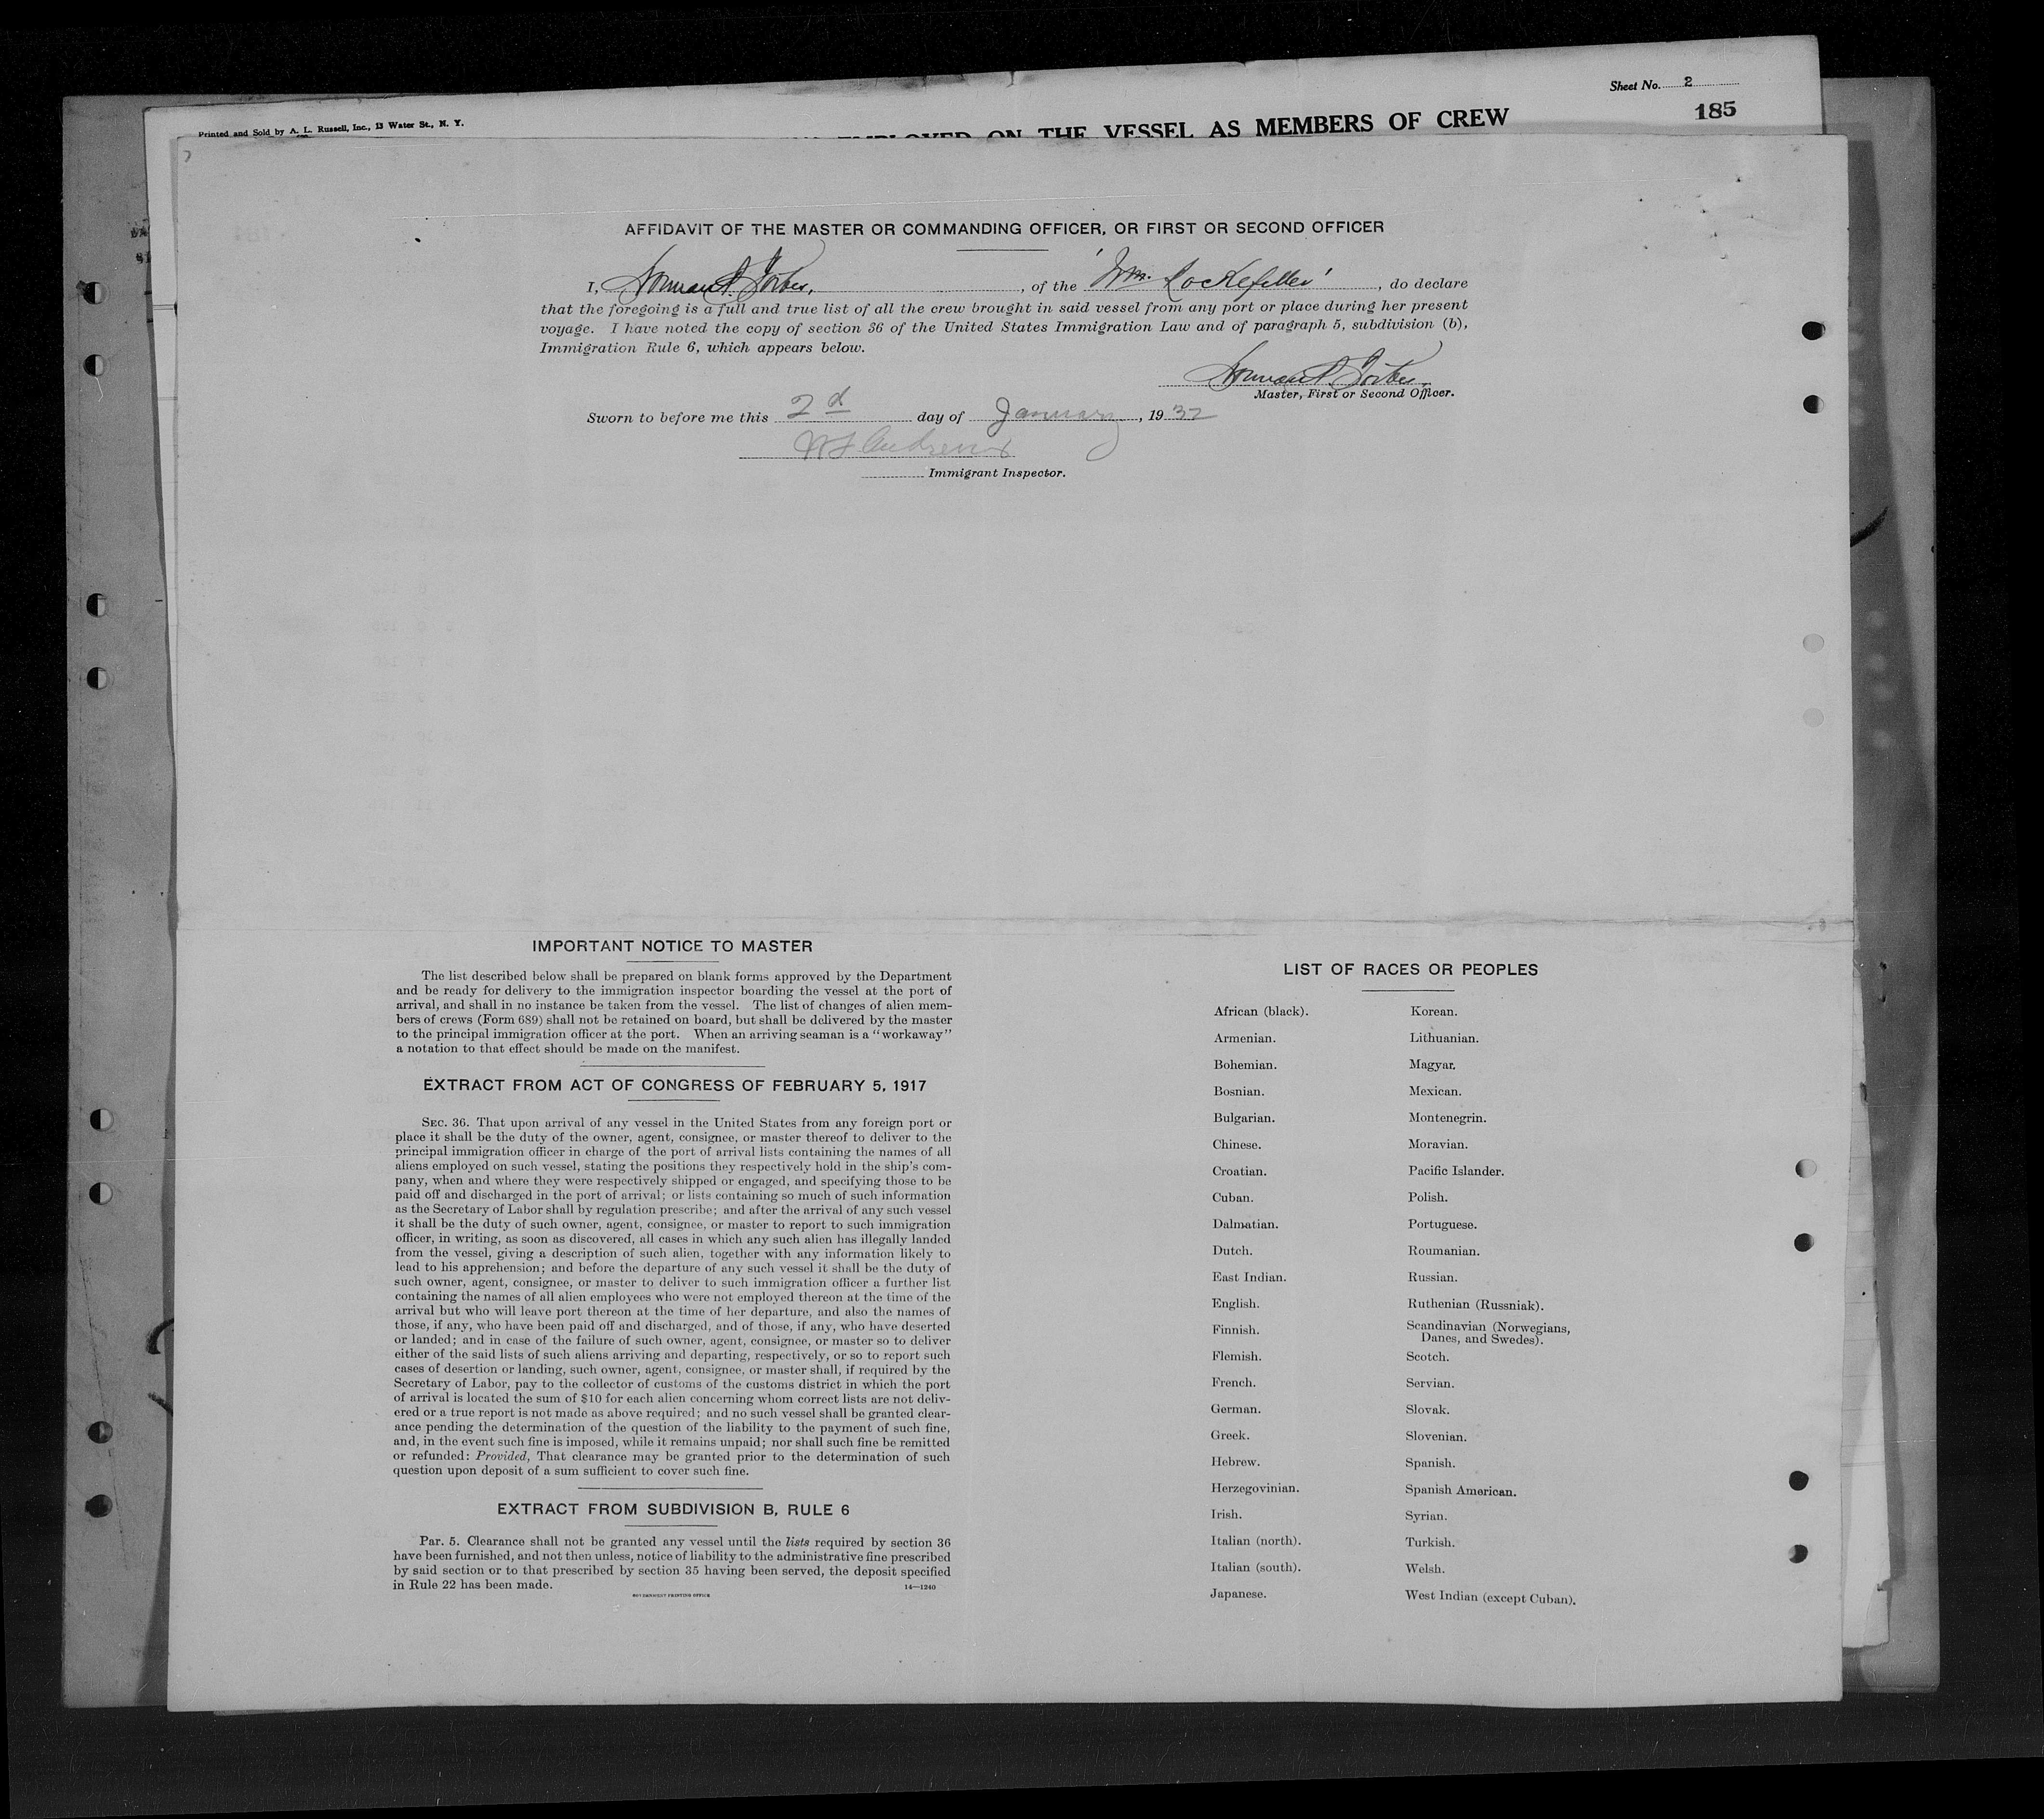 Sheet No. 2
185
Printed and Sold by A. L. Russell, Inc., 13 Water St., N. Y.
EMPLOYED ON THE VESSEL AS MEMBERS OF CREW
AFFIDAVIT OF THE MASTER OR COMMANDING OFFICER, OR FIRST OR SECOND OFFICER
I, Norman, of the 'Wm. Rockefeller', do declare
that the foregoing is a full and true list of all the crew brought in said vessel from any port or place during her present
voyage. I have noted the copy of section 36 of the United States Immigration Law and of paragraph 5, subdivision (b),
Immigration Rule 6, which appears below.
Norman
Master, First or Second Officer.
Sworn to before me this 2d day of January, 1932
Immigrant Inspector.
IMPORTANT NOTICE TO MASTER
The list described below shall be prepared on blank forms approved by the Department
and be ready for delivery to the immigration inspector boarding the vessel at the port of
arrival, and shall in no instance be taken from the vessel. The list of changes of alien mem-
bers of crews (Form 689) shall not be retained on board, but shall be delivered by the master
to the principal immigration officer at the port. When an arriving seaman is a "workaway"
a notation to that effect should be made on the manifest.
EXTRACT FROM ACT OF CONGRESS OF FEBRUARY 5, 1917
SEC. 36. That upon arrival of any vessel in the United States from any foreign port or
place it shall be the duty of the owner, agent, consignee, or master thereof to deliver to the
principal immigration officer in charge of the port of arrival lists containing the names of all
aliens employed on such vessel, stating the positions they respectively hold in the ship's com-
pany, when and where they were respectively shipped or engaged, and specifying those to be
paid off and discharged in the port of arrival; or lists containing so much of such information
as the Secretary of Labor shall by regulation prescribe; and after the arrival of any such vessel
it shall be the duty of such owner, agent, consignee, or master to report to such immigration
officer, in writing, as soon as discovered, all cases in which any such alien has illegally landed
from the vessel, giving a description of such alien, together with any information likely to
lead to his apprehension; and before the departure of any such vessel it shall be the duty of
such owner, agent, consignee, or master to deliver to such immigration officer a further list
containing the names of all alien employees who were not employed thereon at the time of the
arrival but who will leave port thereon at the time of her departure, and also the names of
those, if any, who have been paid off and discharged, and of those, if any, who have deserted
or landed; and in case of the failure of such owner, agent, consignee, or master so to deliver
either of the said lists of such aliens arriving and departing, respectively, or so to report such
cases of desertion or landing, such owner, agent, consignee, or master shall, if required by the
Secretary of Labor, pay to the collector of customs of the customs district in which the port
of arrival is located the sum of $10 for each alien concerning whom correct lists are not deliv-
ered or a true report is not made as above required; and no such vessel shall be granted clear-
ance pending the determination of the question of the liability to the payment of such fine,
and, in the event such fine is imposed, while it remains unpaid; nor shall such fine be remitted
or refunded: Provided, That clearance may be granted prior to the determination of such
question upon deposit of a sum sufficient to cover such fine.
EXTRACT FROM SUBDIVISION B, RULE 6
Par. 5. Clearance shall not be granted any vessel until the lists required by section 36
have been furnished, and not then unless, notice of liability to the administrative fine prescribed
by said section or to that prescribed by section 35 having been served, the deposit specified
in Rule 22 has been made.
14—1240
GOVERNMENT PRINTING OFFICE
LIST OF RACES OR PEOPLES
African (black).
Armenian.
Bohemian.
Bosnian.
Bulgarian.
Chinese.
Croatian.
Cuban.
Dalmatian.
Dutch.
East Indian.
English.
Finnish.
Flemish.
French.
German.
Greek.
Hebrew.
Herzegovinian.
Irish.
Italian (north).
Italian (south).
Japanese.
Korean.
Lithuanian.
Magyar.
Mexican.
Montenegrin.
Moravian.
Pacific Islander.
Polish.
Portuguese.
Roumanian.
Russian.
Ruthenian (Russniak).
Scandinavian (Norwegians,
Danes, and Swedes).
Scotch.
Servian.
Slovak.
Slovenian.
Spanish.
Spanish American.
Syrian.
Turkish.
Welsh.
West Indian (except Cuban).